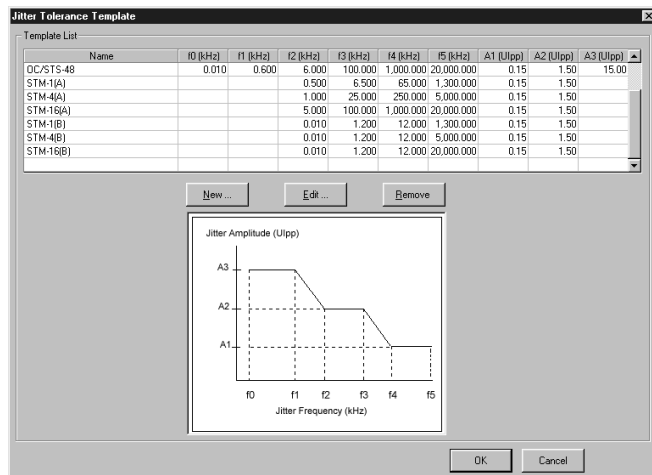 Jitter Tolerance Template
Template List
Name f0 (kHz) f1 (kHz) f2 (kHz) f3 (kHz) f4 (kHz) f5 (kHz) A1 (UIpp) A2 (UIpp) A3 (UIpp)
OC/STS-48 0.010 0.600 6.000 100.000 1,000.000 20,000.000 0.15 1.50 15.00
STM-1(A) 0.500 6.500 65.000 1,300.000 0.15 1.50
STM-4(A) 1.000 25.000 250.000 5,000.000 0.15 1.50
STM-16(A) 5.000 100.000 1,000.000 20,000.000 0.15 1.50
STM-1(B) 0.010 1.200 12.000 1,300.000 0.15 1.50
STM-4(B) 0.010 1.200 12.000 5,000.000 0.15 1.50
STM-16(B) 0.010 1.200 12.000 20,000.000 0.15 1.50
New ... Edit ... Remove
Jitter Amplitude (UIpp)
A3
A2
A1
f0 f1 f2 f3 f4 f5
Jitter Frequency (kHz)
OK Cancel